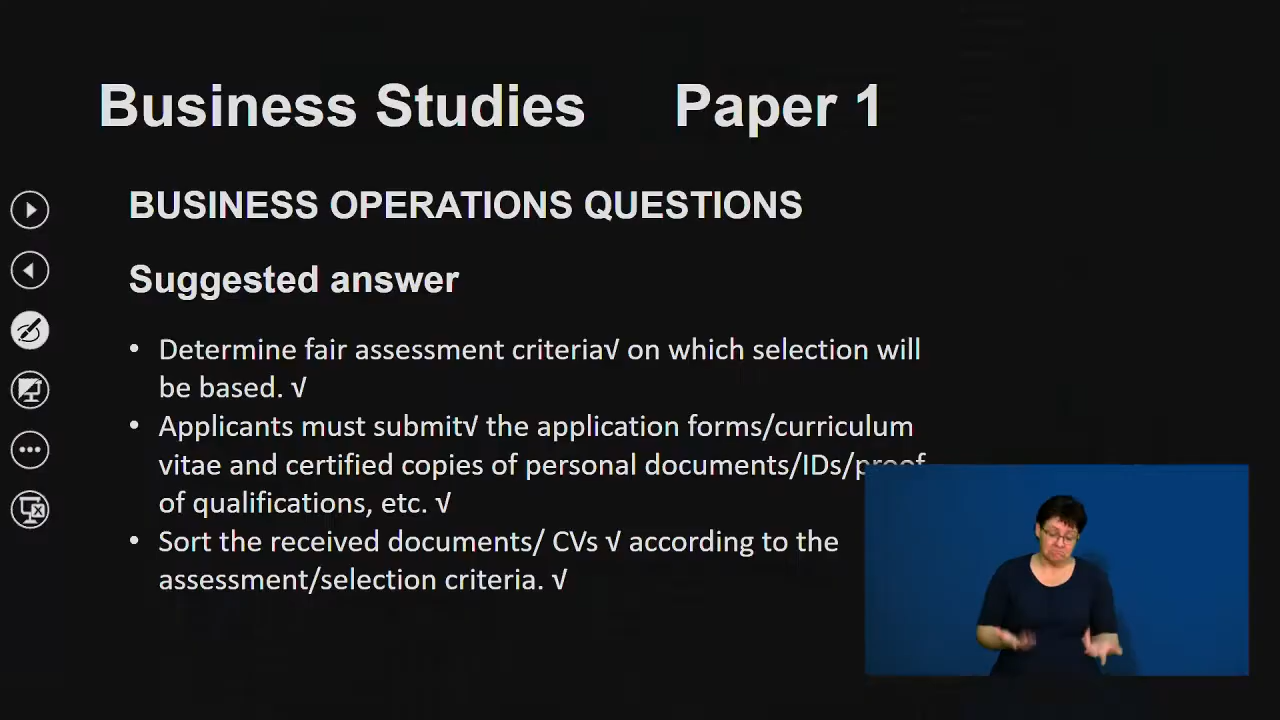 Business Studies Paper 1
BUSINESS OPERATIONS QUESTIONS
Suggested answer
• Determine fair assessment criteria√ on which selection will
be based. √
• Applicants must submit√ the application forms/curriculum
vitae and certified copies of personal documents/IDs/proof
of qualifications, etc. √
• Sort the received documents/ CVs √ according to the
assessment/selection criteria. √